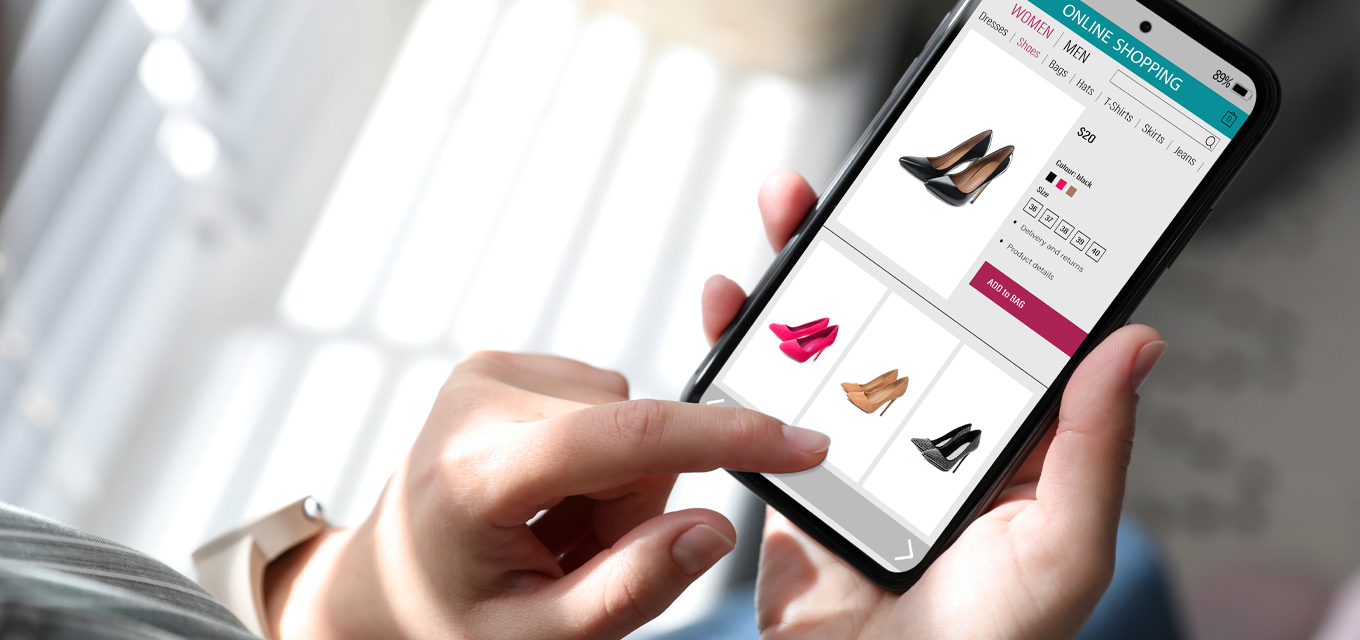 89%
ONLINE SHOPPING
0
WOMEN | MEN
Dresses | Shoes | Bags | Hats | T-Shirts | Skirts | Jeans |
$20
Colour: black
Size
36 37 38 39 40
• Delivery and returns
• Product details
ADD to BAG